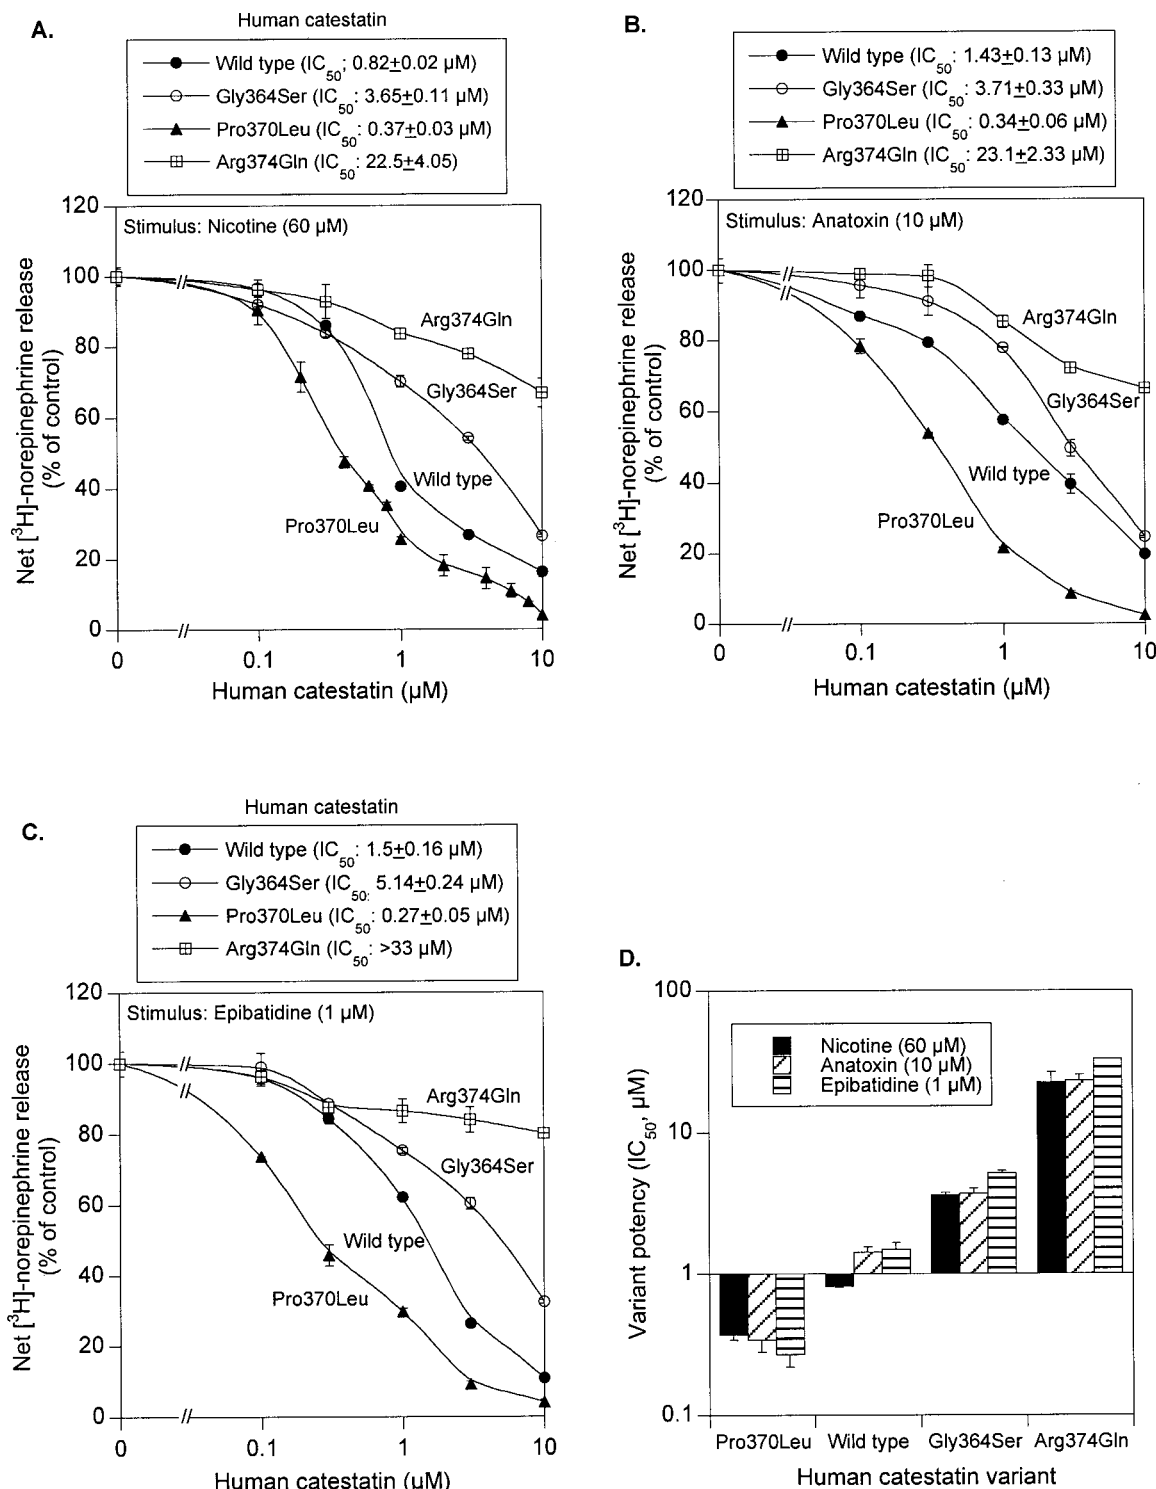 A.
Human catestatin
Wild type (IC50; 0.82±0.02 µM)
Gly364Ser (IC50: 3.65±0.11 µM)
Pro370Leu (IC50: 0.37±0.03 µM)
Arg374Gln (IC50: 22.5±4.05)
Stimulus: Nicotine (60 µM)
Net [³H]-norepinephrine release
(% of control)
120
100
80
60
40
20
0
Arg374Gln
Gly364Ser
Wild type
Pro370Leu
0 0.1 1 10
Human catestatin (µM)
B.
Wild type (IC50: 1.43±0.13 µM)
Gly364Ser (IC50: 3.71±0.33 µM)
Pro370Leu (IC50: 0.34±0.06 µM)
Arg374Gln (IC50: 23.1±2.33 µM)
Stimulus: Anatoxin (10 µM)
Net [³H]-norepinephrine release
(% of control)
120
100
80
60
40
20
0
Arg374Gln
Gly364Ser
Wild type
Pro370Leu
0 0.1 1 10
Human catestatin (µM)
C.
Human catestatin
Wild type (IC50: 1.5±0.16 µM)
Gly364Ser (IC50: 5.14±0.24 µM)
Pro370Leu (IC50: 0.27±0.05 µM)
Arg374Gln (IC50: >33 µM)
Stimulus: Epibatidine (1 µM)
Net [³H]-norepinephrine release
(% of control)
120
100
80
60
40
20
0
Arg374Gln
Gly364Ser
Wild type
Pro370Leu
0 0.1 1 10
Human catestatin (µM)
D.
Variant potency (IC50, µM)
100
10
1
0.1
Nicotine (60 µM)
Anatoxin (10 µM)
Epibatidine (1 µM)
Pro370Leu Wild type Gly364Ser Arg374Gln
Human catestatin variant